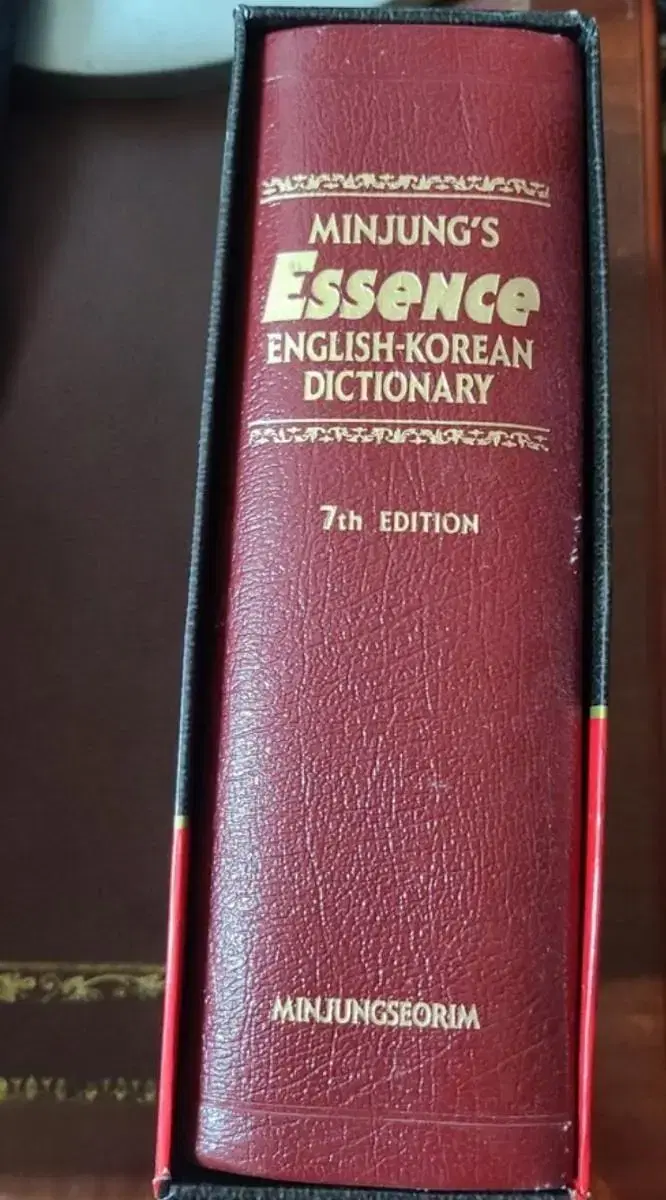 MINJUNG'S
Essence
ENGLISH-KOREAN
DICTIONARY
7th EDITION
MINJUNGSEORIM